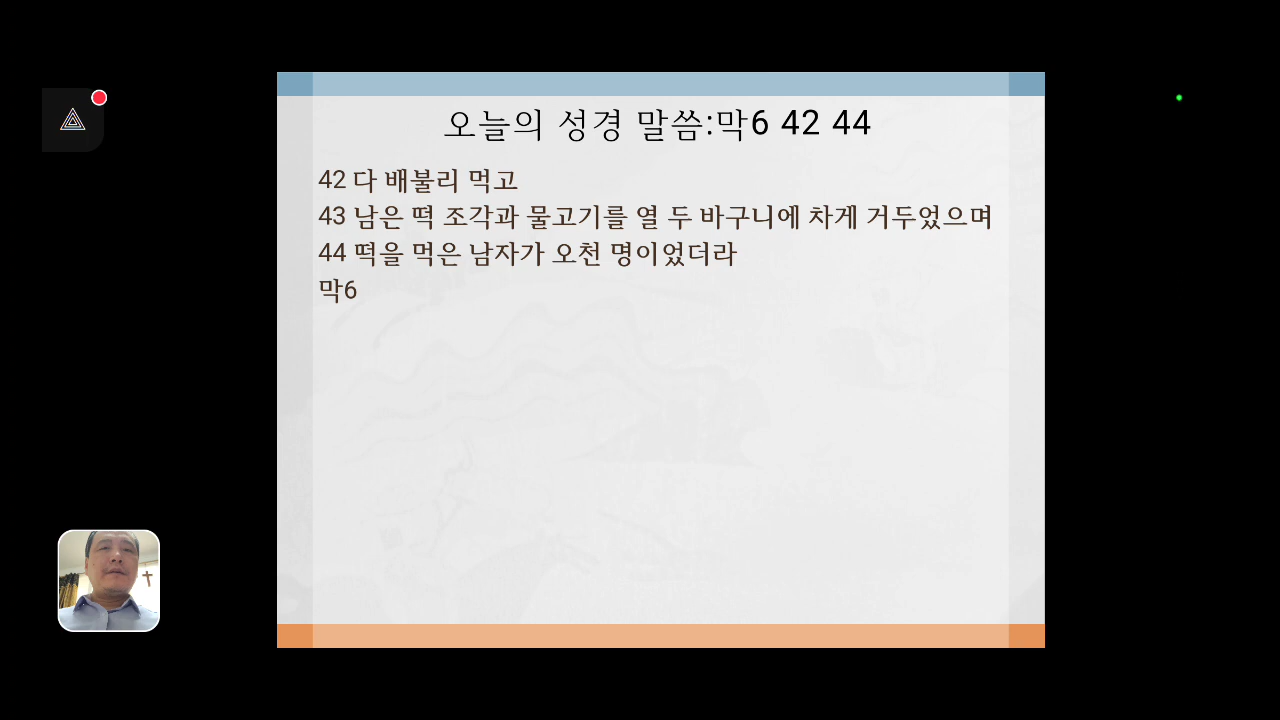 오늘의 성경 말씀:막6 42 44
42 다 배불리 먹고
43 남은 떡 조각과 물고기를 열 두 바구니에 차게 거두었으며
44 떡을 먹은 남자가 오천 명이었더라
막6